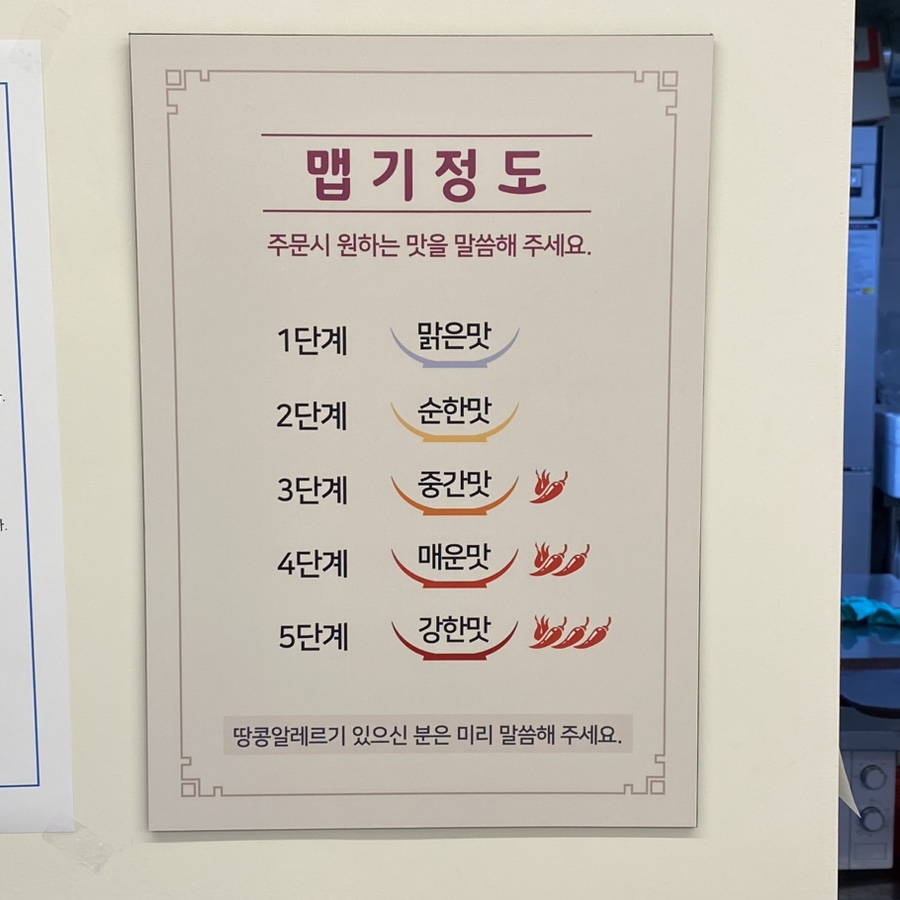 맵기정도
주문시 원하는 맛을 말씀해 주세요.
1단계 맑은맛
2단계 순한맛
3단계 중간맛
4단계 매운맛
5단계 강한맛
땅콩알레르기 있으신 분은 미리 말씀해 주세요.